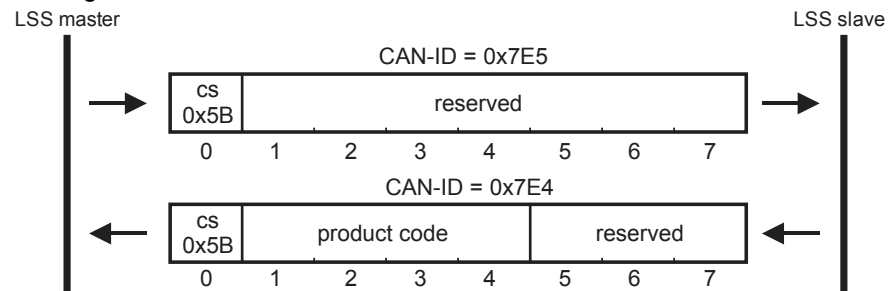 LSS master LSS slave
CAN-ID = 0x7E5
cs
0x5B
reserved
0 1 2 3 4 5 6 7
CAN-ID = 0x7E4
cs
0x5B
product code reserved
0 1 2 3 4 5 6 7